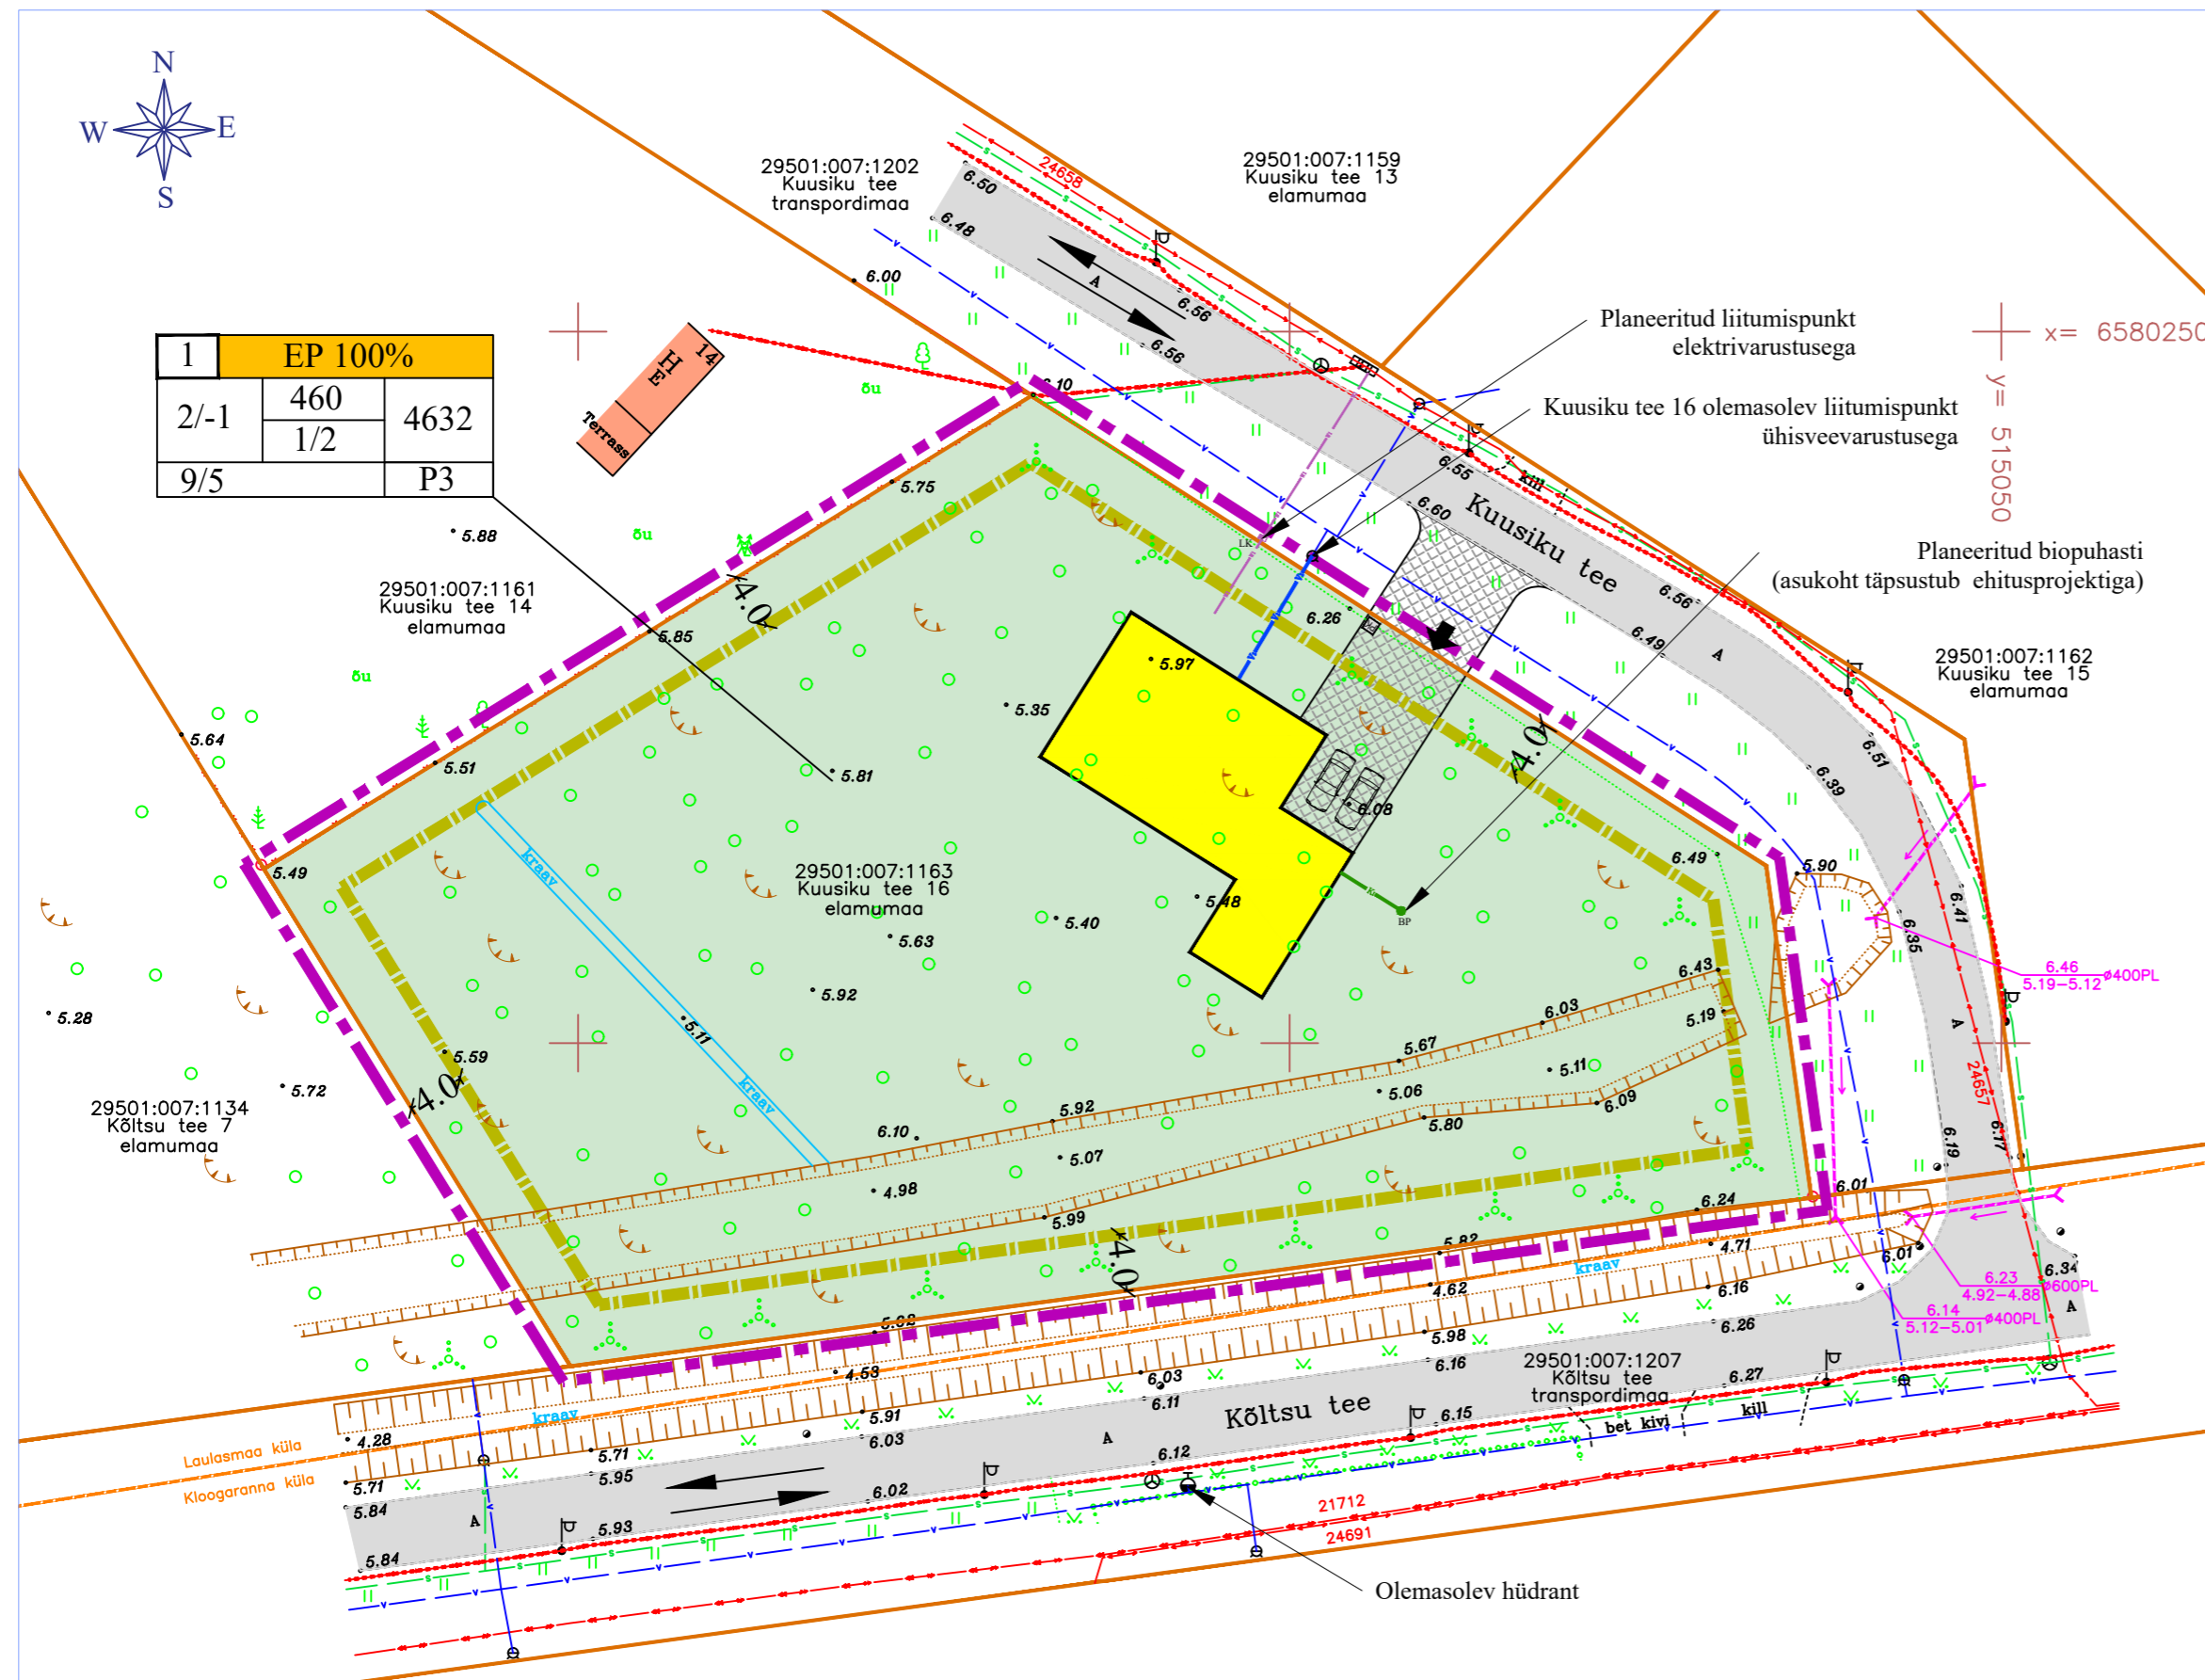 N
W
E
S
29501:007:1202
Kuusiku tee
transpordimaa
29501:007:1159
Kuusiku tee 13
elamumaa
24658
6.50
6.48
A
6.00
6.56
6.56
Planeeritud liitumispunkt
elektrivarustusega
x= 6580250
y= 515050
1
EP 100%
2/-1
460
1/2
4632
9/5
P3
14
H
E
Terrass
õu
6.10
Kuusiku tee 16 olemasolev liitumispunkt
ühisveevarustusega
6.55
kill
6.60
Kuusiku tee
5.75
5.88
õu
LK
Planeeritud biopuhasti
(asukoht täpsustub ehitusprojektiga)
29501:007:1161
Kuusiku tee 14
elamumaa
4.0
6.26
6.56
6.49
A
5.85
õu
5.97
29501:007:1162
Kuusiku tee 15
elamumaa
5.35
5.64
5.51
5.81
4.0
6.51
6.39
6.08
kraav
5.49
29501:007:1163
Kuusiku tee 16
elamumaa
6.49
5.90
5.48
BP
5.40
5.63
6.41
6.35
6.43
6.46
5.19-5.12
ø400PL
5.92
5.28
5.11
6.03
5.19
A
5.59
5.67
5.11
5.72
4.0
kraav
5.06
24657
29501:007:1134
Kõltsu tee 7
elamumaa
5.92
6.09
5.80
6.10
5.07
6.19
6.17
4.98
6.01
6.24
5.99
4.0
5.82
4.71
6.01
kraav
4.62
6.16
6.23
4.92-4.88
ø600PL
6.34
A
6.14
5.12-5.01
ø400PL
5.62
5.98
6.26
4.53
6.03
6.16
29501:007:1207
Kõltsu tee
transpordimaa
6.27
kraav
5.91
6.11
Kõltsu tee
6.15
bet kivi
kill
Laulasmaa küla
4.28
Kloogaranna küla
5.71
5.71
5.95
6.03
A
6.12
5.84
6.02
A
5.93
5.84
21712
24691
Olemasolev hüdrant